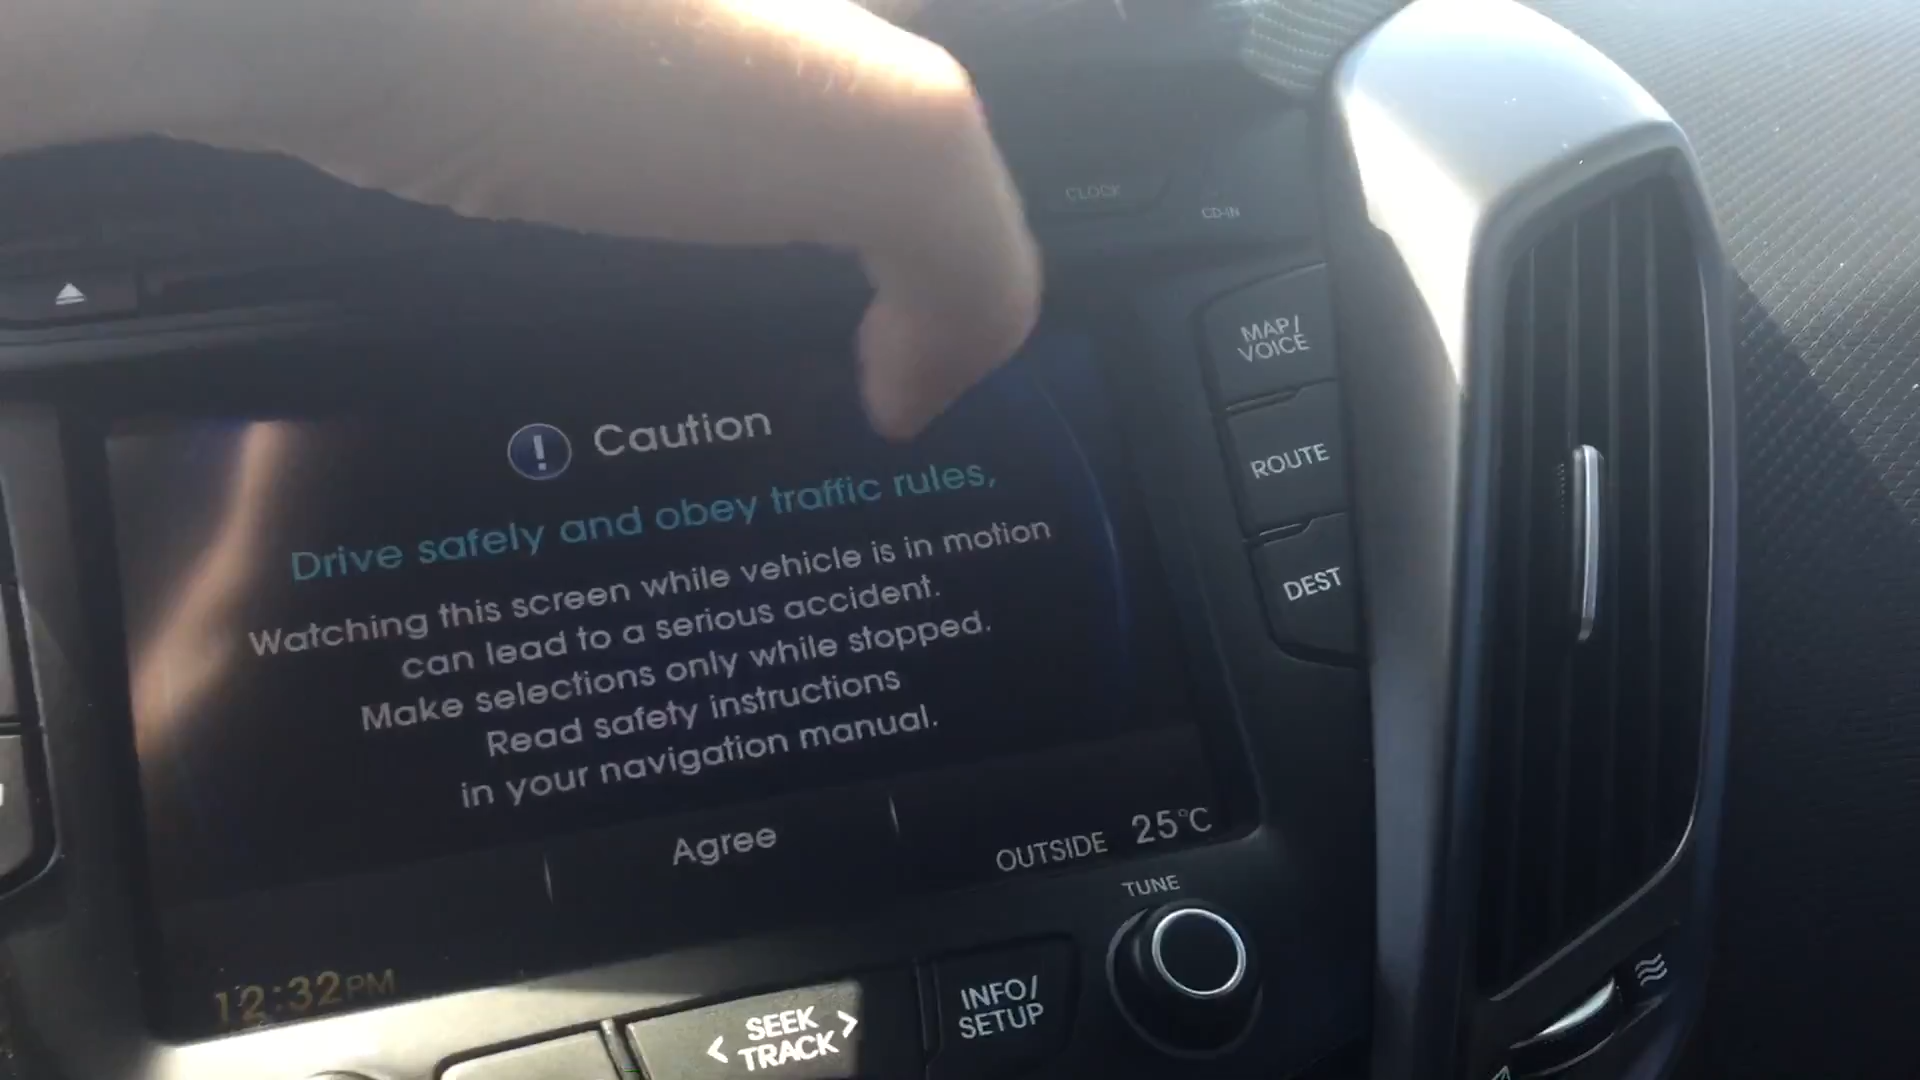 CLOCK
CD-IN
MAP/
VOICE
ROUTE
DEST
! Caution
Drive safely and obey traffic rules,
Watching this screen while vehicle is in motion
can lead to a serious accident.
Make selections only while stopped.
Read safety instructions
in your navigation manual.
Agree
OUTSIDE 25°C
12:32PM
TUNE
< SEEK >
TRACK
INFO/
SETUP